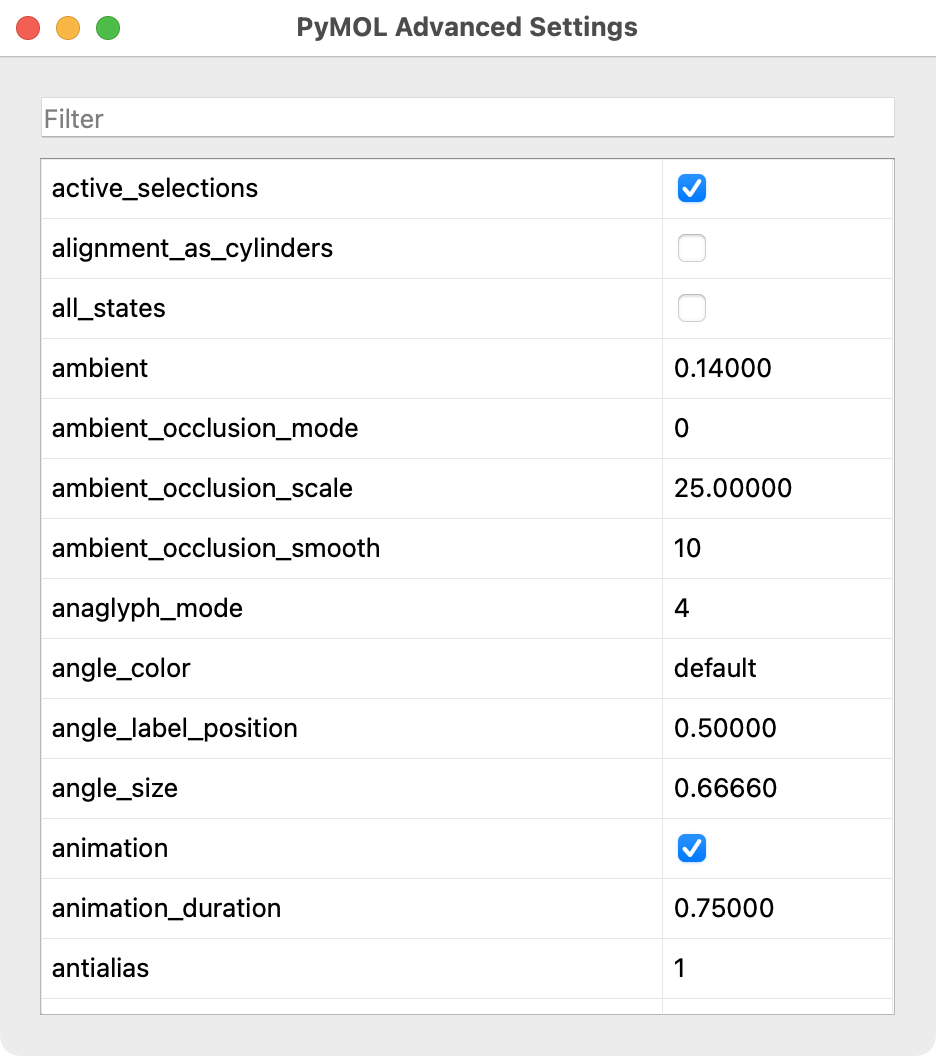 PyMOL Advanced Settings
Filter
active_selections
alignment_as_cylinders
all_states
ambient 0.14000
ambient_occlusion_mode 0
ambient_occlusion_scale 25.00000
ambient_occlusion_smooth 10
anaglyph_mode 4
angle_color default
angle_label_position 0.50000
angle_size 0.66660
animation
animation_duration 0.75000
antialias 1